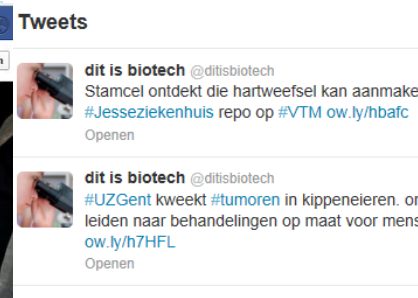 Tweets
dit is biotech @ditisbiotech
Stamcel ontdekt die hartweefsel kan aanmake
#Jesseziekenhuis repo op #VTM ow.ly/hbafc
Openen
dit is biotech @ditisbiotech
#UZGent kweekt #tumoren in kippeneieren. 
leiden naar behandelingen op maat voor mens
ow.ly/h7HFL
Openen